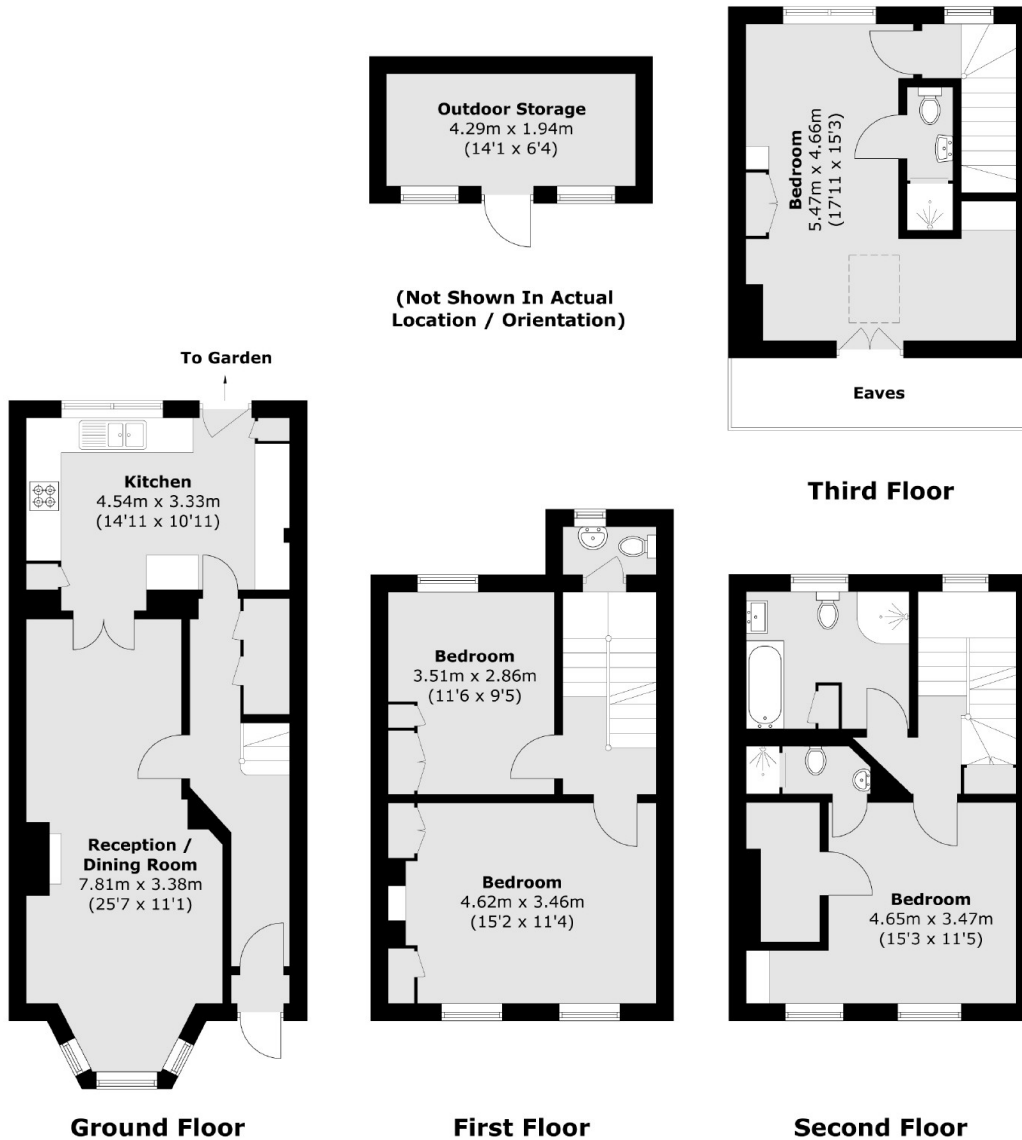 Outdoor Storage
4.29m x 1.94m
(14'1 x 6'4)
(Not Shown In Actual
Location / Orientation)
Bedroom
5.47m x 4.66m
(17'11 x 15'3)
Eaves
Third Floor
To Garden
Kitchen
4.54m x 3.33m
(14'11 x 10'11)
Reception /
Dining Room
7.81m x 3.38m
(25'7 x 11'1)
Ground Floor
Bedroom
3.51m x 2.86m
(11'6 x 9'5)
Bedroom
4.62m x 3.46m
(15'2 x 11'4)
First Floor
Bedroom
4.65m x 3.47m
(15'3 x 11'5)
Second Floor